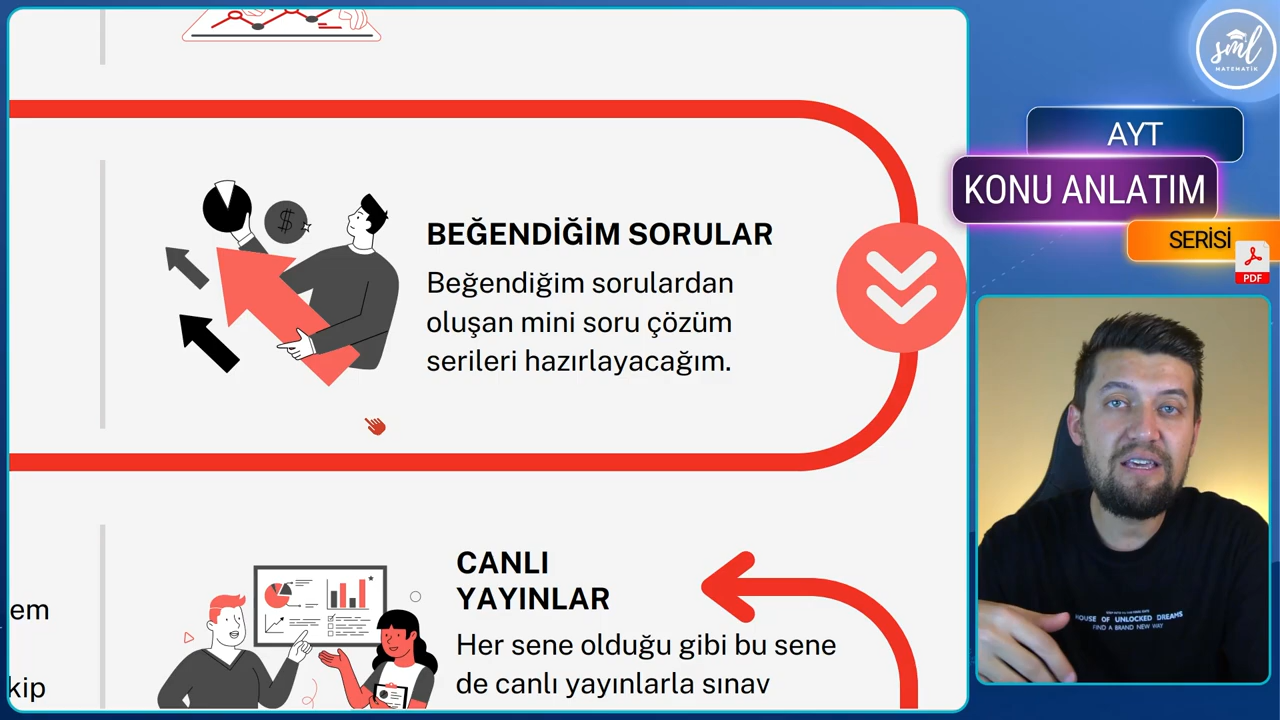 BEĞENDİĞİM SORULAR
Beğendiğim sorulardan
oluşan mini soru çözüm
serileri hazırlayacağım.
CANLI
YAYINLAR
Her sene olduğu gibi bu sene
de canlı yayınlarla sınav
em
kip
$
sml
MATEMATİK
AYT
KONU ANLATIM
SERİSİ
PDF
HOUSE OF UNLOCKED DREAMS
FIND A BRAND NEW WAY